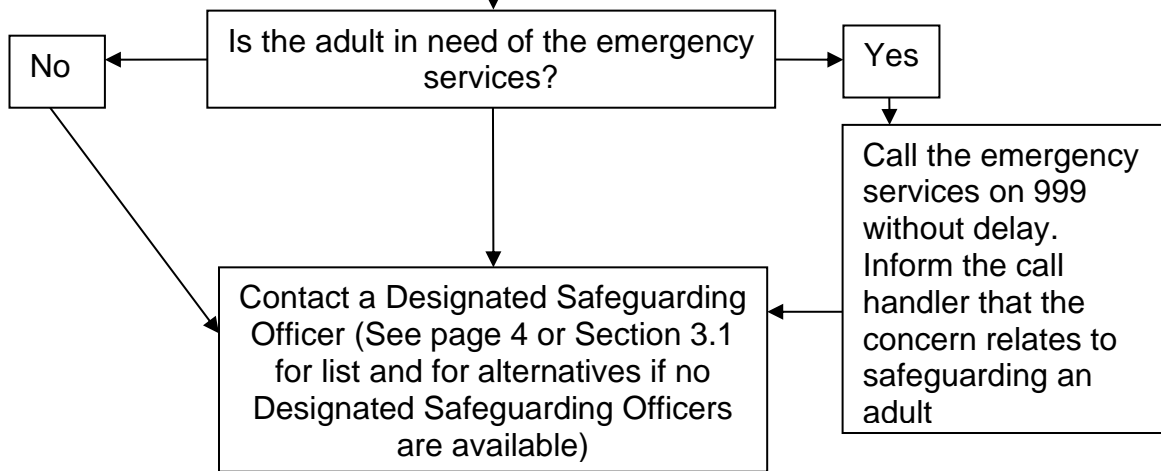 Is the adult in need of the emergency
services?
No
Yes
Call the emergency
services on 999
without delay.
Inform the call
handler that the
concern relates to
safeguarding an
adult
Contact a Designated Safeguarding
Officer (See page 4 or Section 3.1
for list and for alternatives if no
Designated Safeguarding Officers
are available)